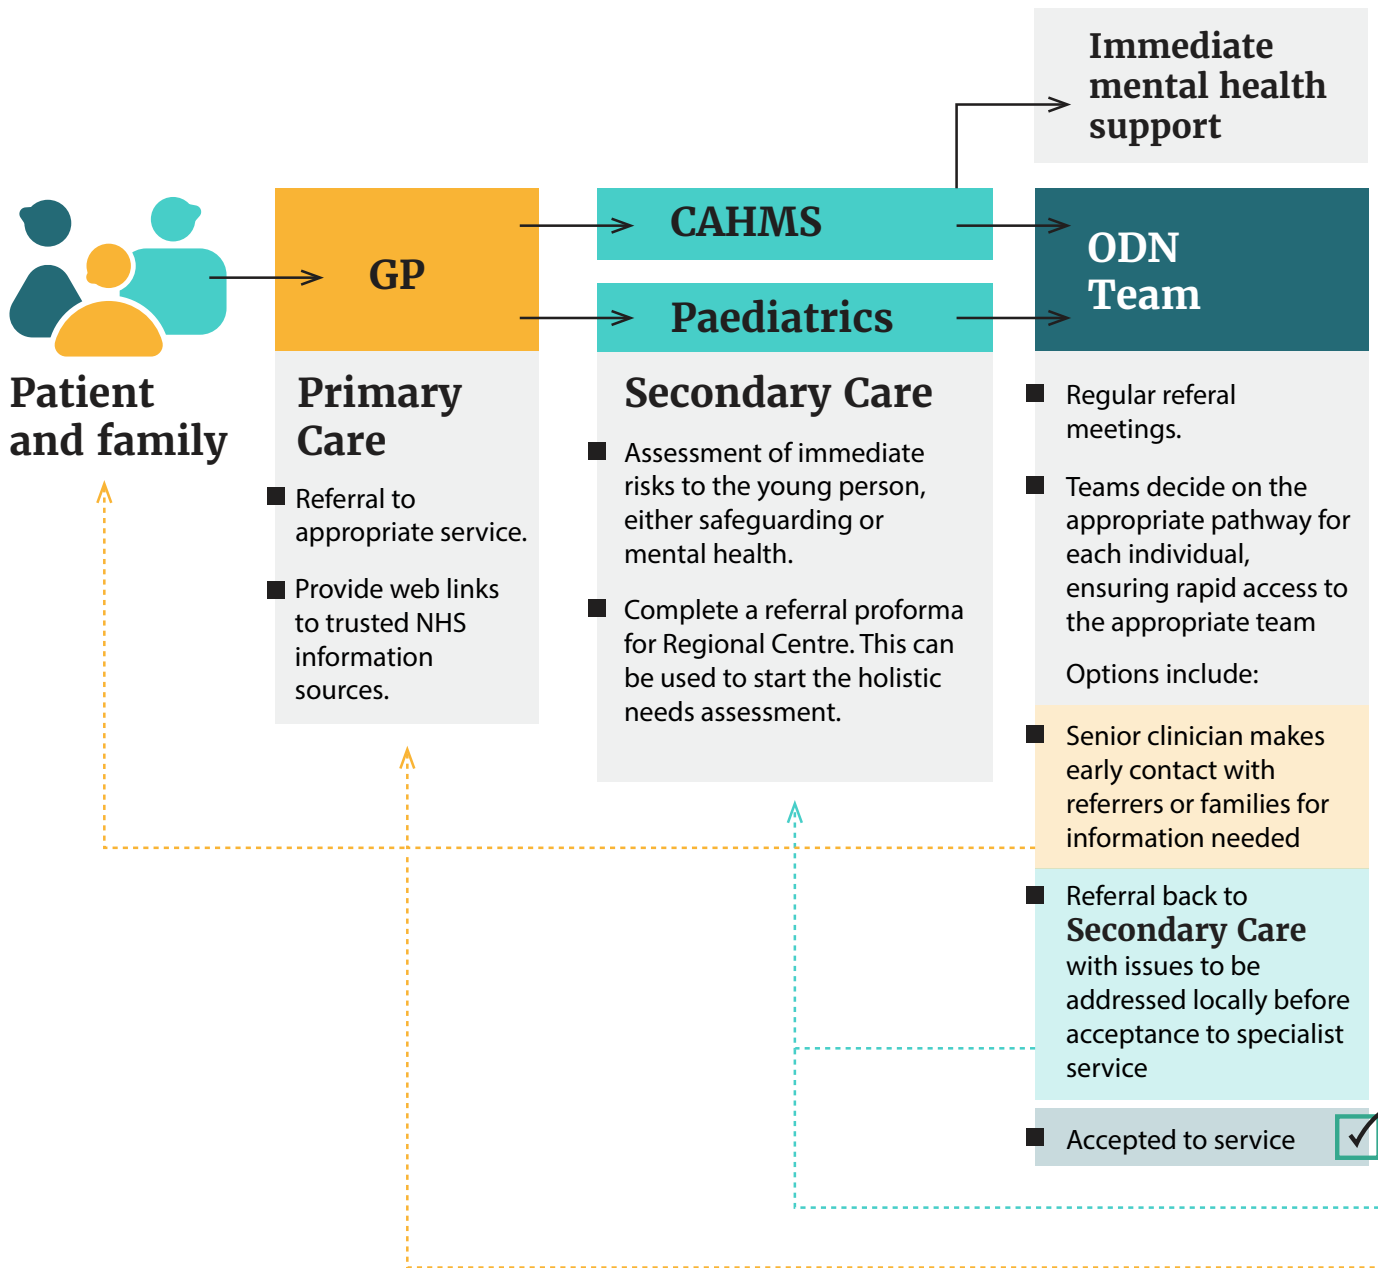 Immediate
mental health
support
Patient
and family
GP
Primary
Care
Referral to
appropriate service.
Provide web links
to trusted NHS
information
sources.
CAHMS
Paediatrics
Secondary Care
Assessment of immediate
risks to the young person,
either safeguarding or
mental health.
Complete a referral proforma
for Regional Centre. This can
be used to start the holistic
needs assessment.
ODN
Team
Regular referal
meetings.
Teams decide on the
appropriate pathway for
each individual,
ensuring rapid access to
the appropriate team
Options include:
Senior clinician makes
early contact with
referrers or families for
information needed
Referral back to
Secondary Care
with issues to be
addressed locally before
acceptance to specialist
service
Accepted to service